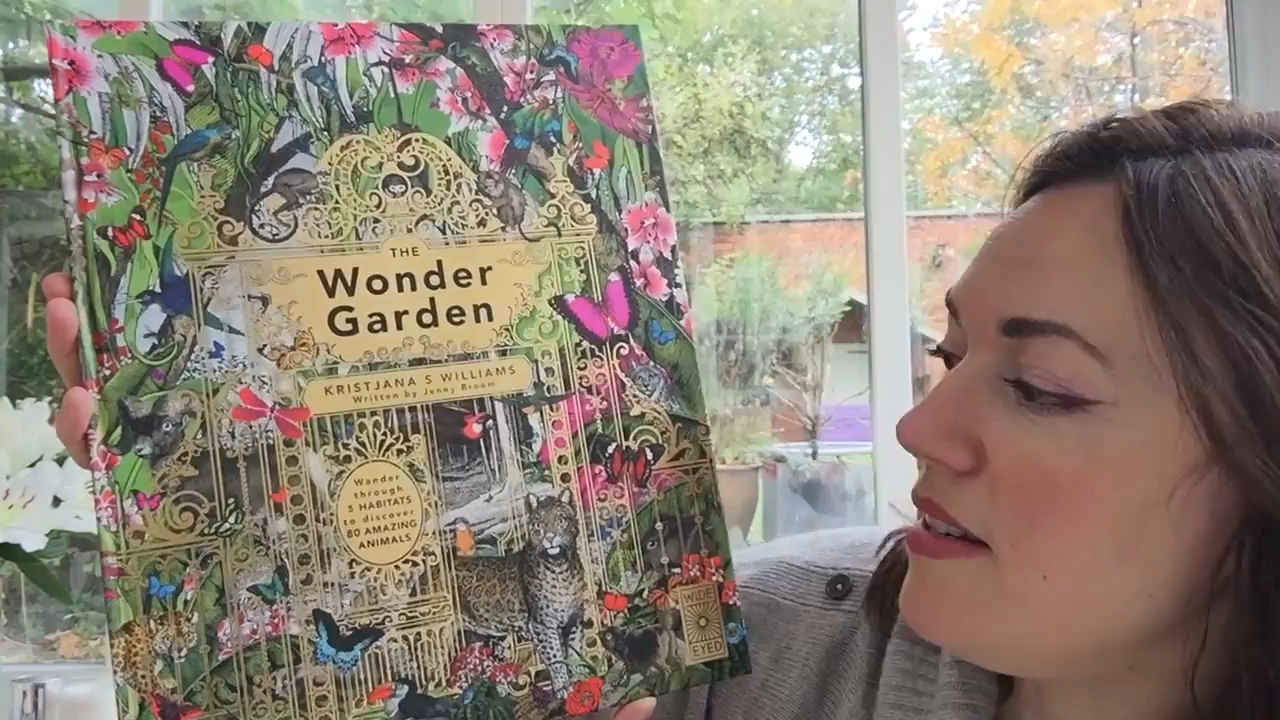 THE
Wonder
Garden
KRISTJANA S WILLIAMS
Written by Jenny Broom
Wander
through
5 HABITATS
to discover
80 AMAZING
ANIMALS
WIDE
EYED